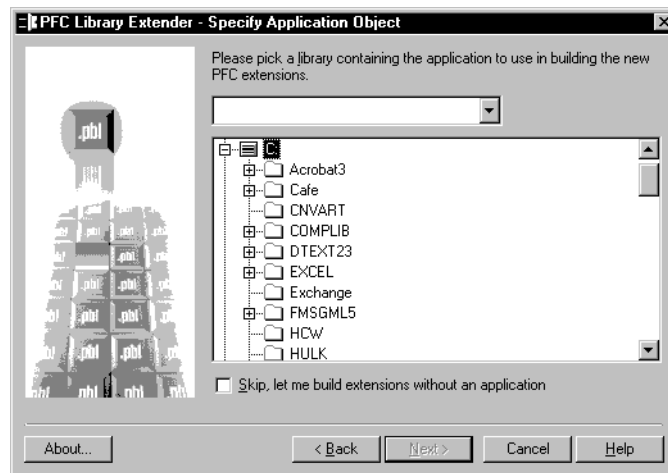 PFC Library Extender - Specify Application Object
Please pick a library containing the application to use in building the new
PFC extensions.
.pbl
C:
Acrobat3
Cafe
CNVART
COMPLIB
DTEXT23
EXCEL
Exchange
FMSGML5
HCW
HULK
Skip, let me build extensions without an application
About...
< Back
Next >
Cancel
Help